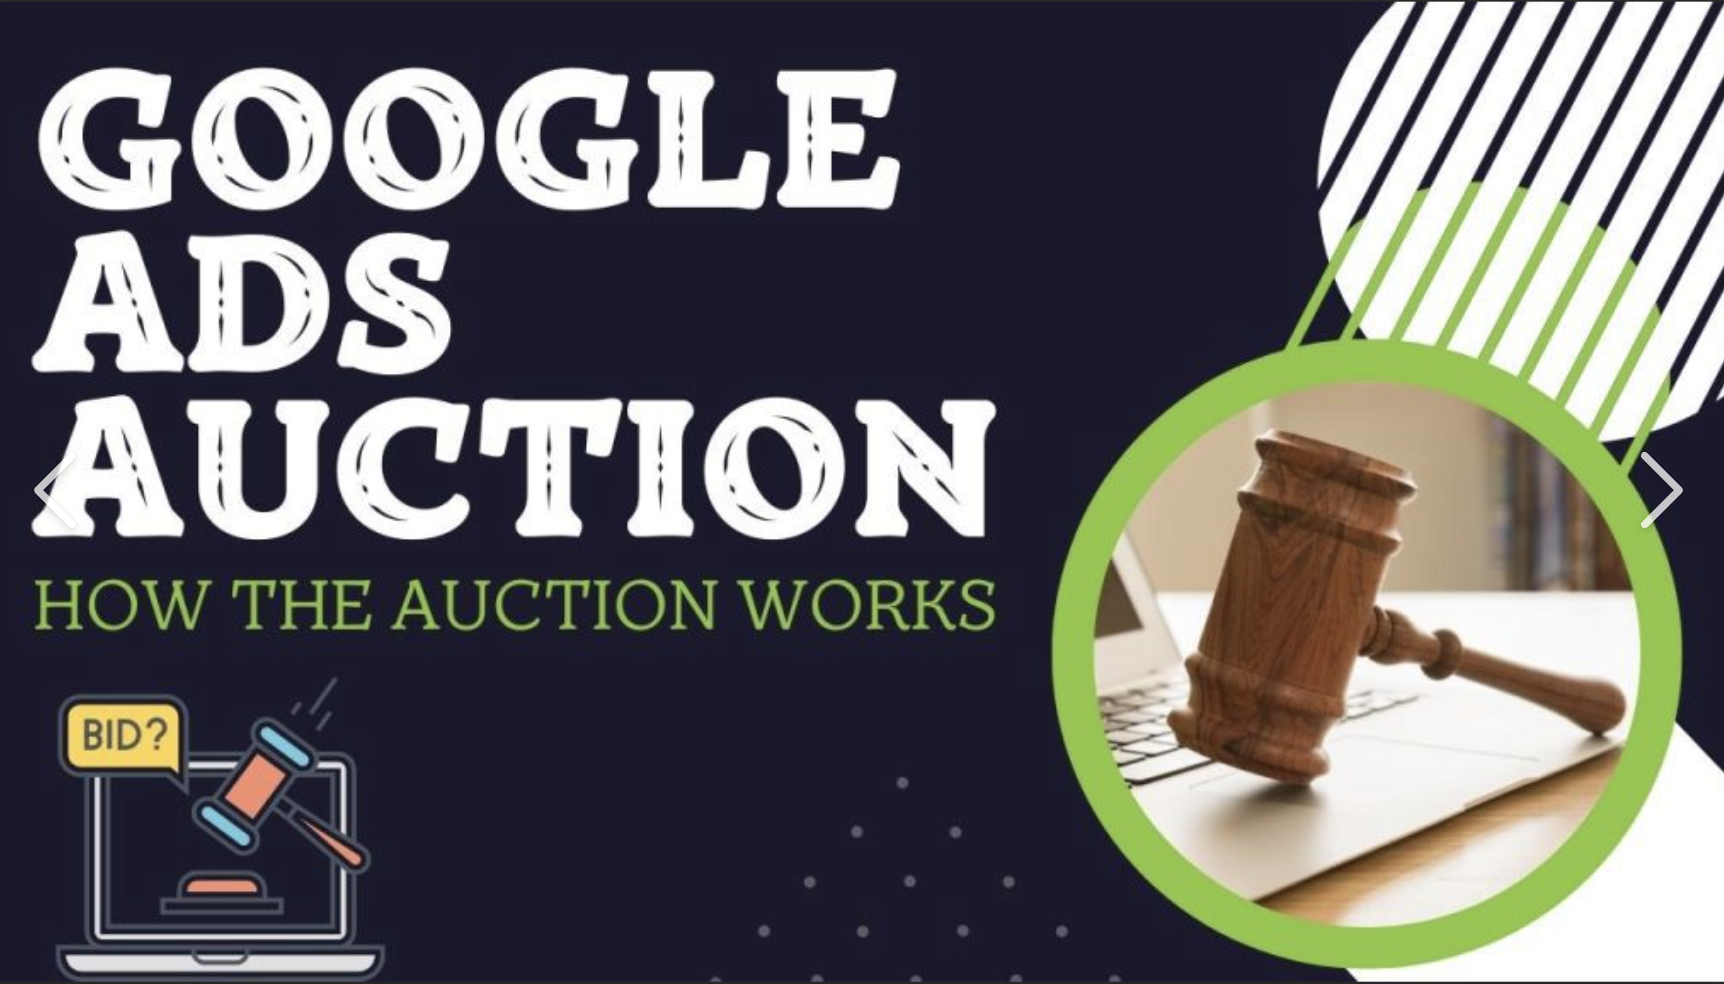 GOOGLE
ADS
AUCTION
HOW THE AUCTION WORKS
BID?